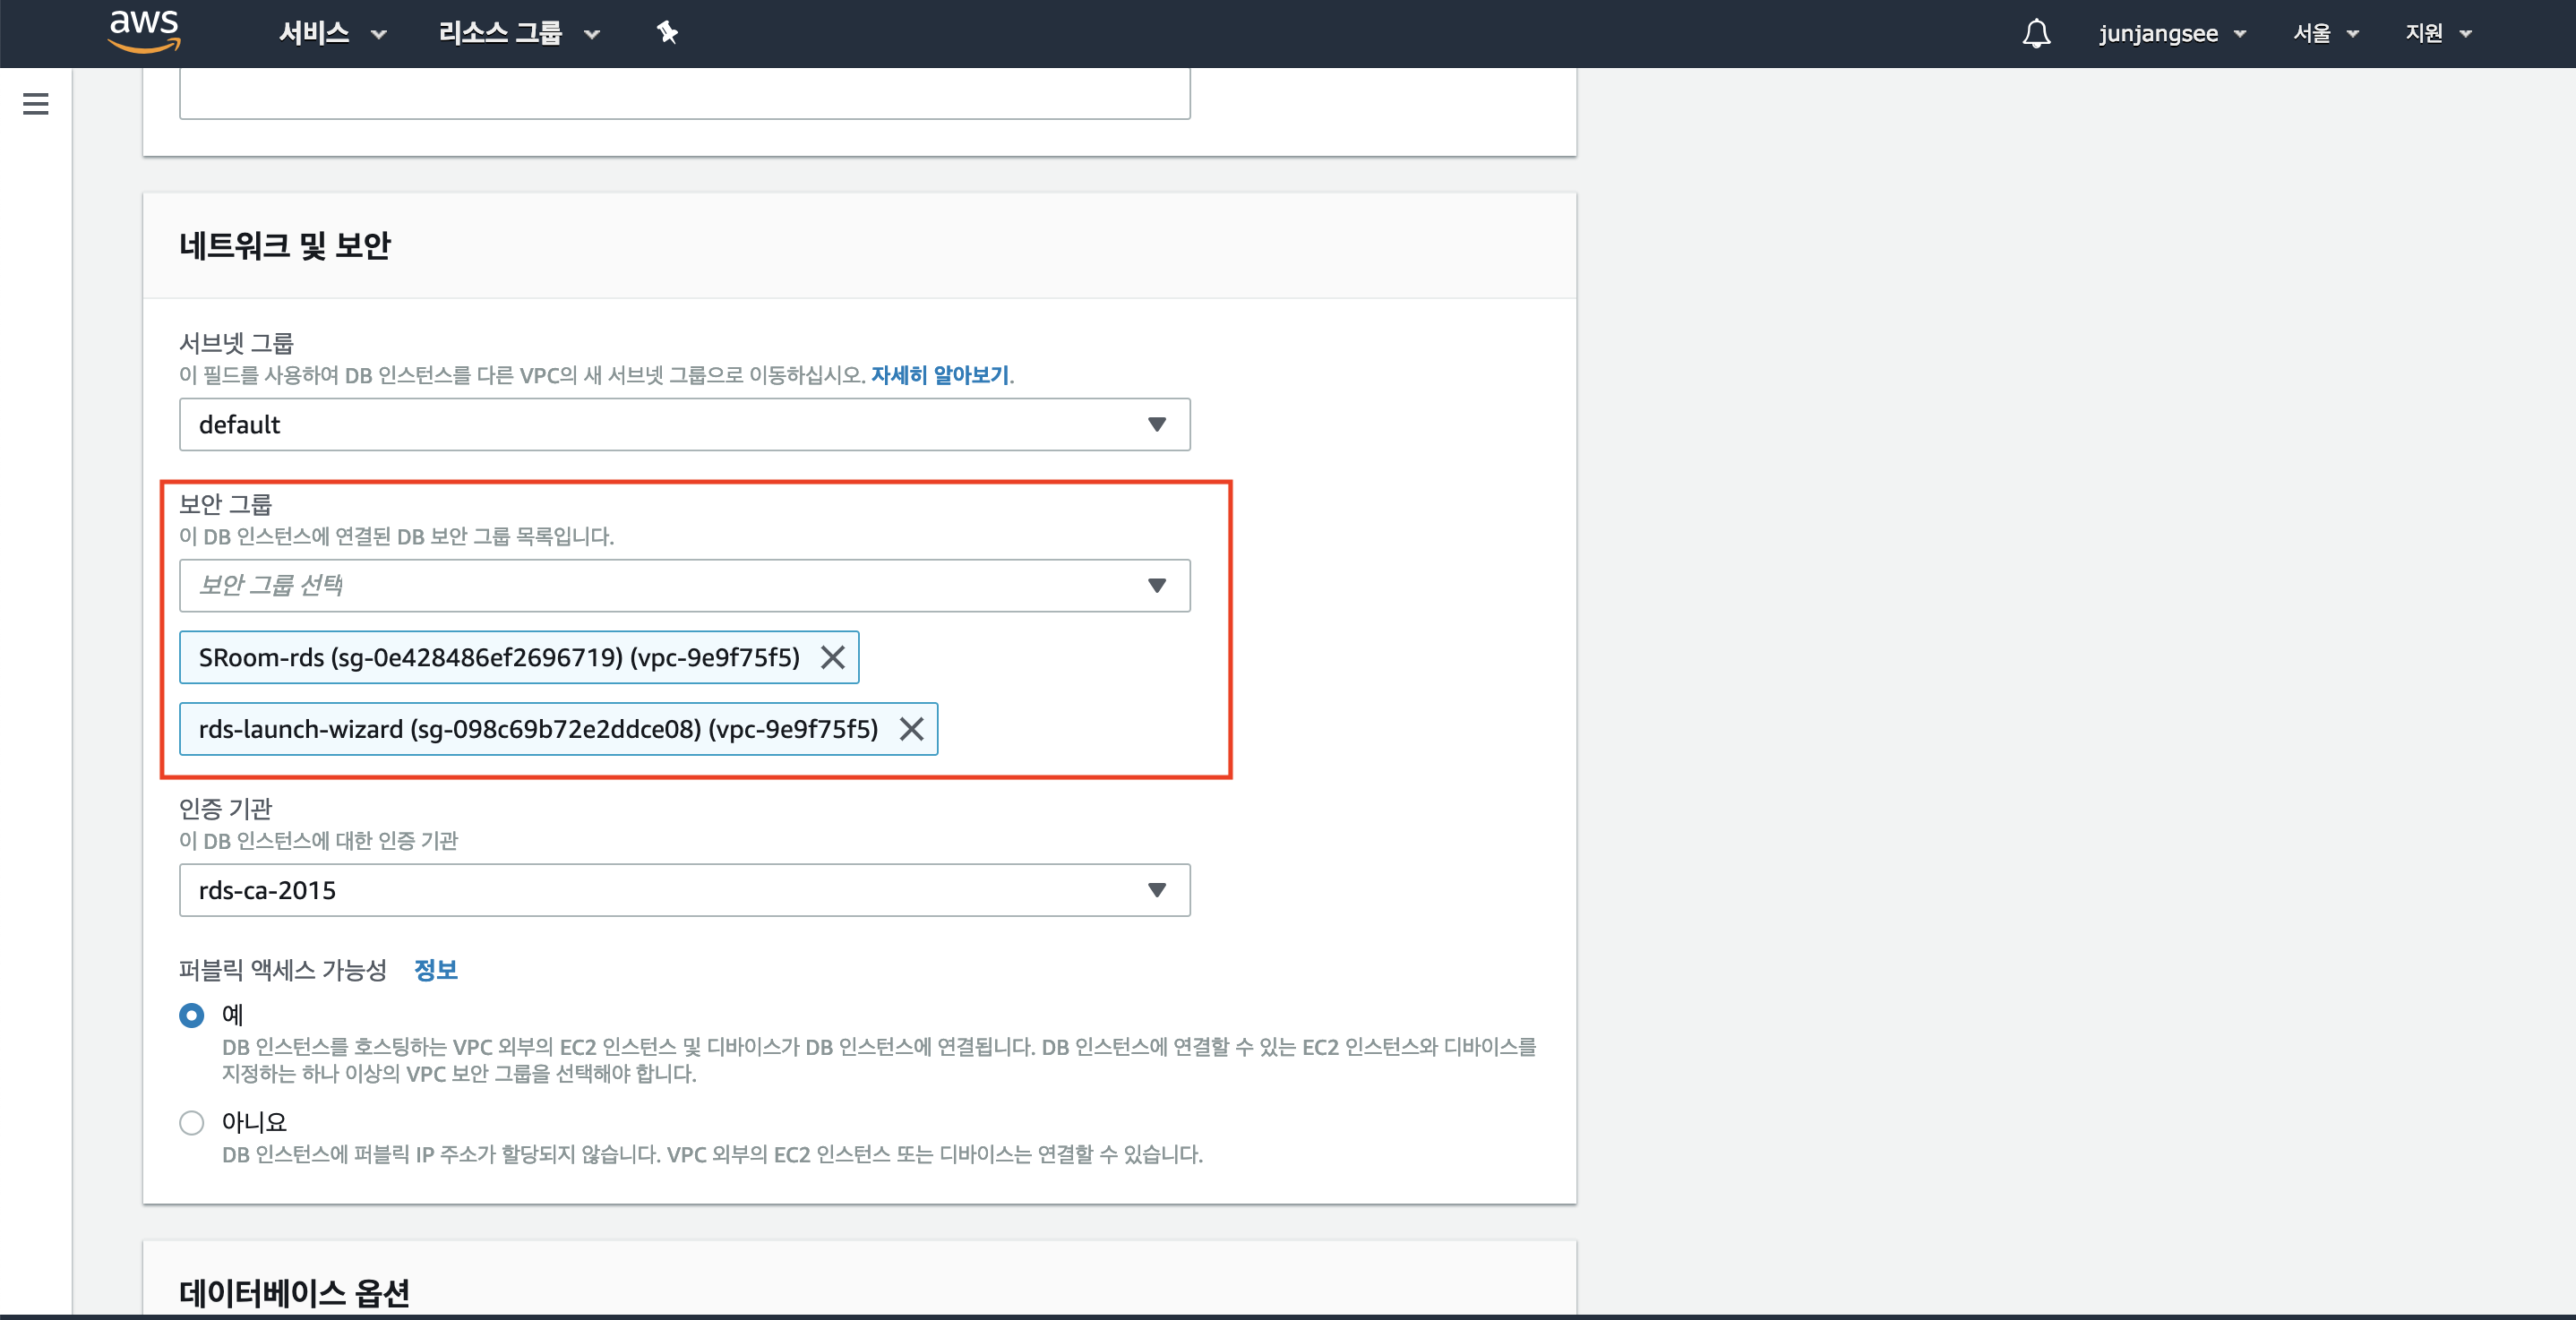 aws 서비스 리소스 그룹 junjangsee 서울 지원
네트워크 및 보안
서브넷 그룹
이 필드를 사용하여 DB 인스턴스를 다른 VPC의 새 서브넷 그룹으로 이동하십시오. 자세히 알아보기.
default
보안 그룹
이 DB 인스턴스에 연결된 DB 보안 그룹 목록입니다.
보안 그룹 선택
SRoom-rds (sg-0e428486ef2696719) (vpc-9e9f75f5)
rds-launch-wizard (sg-098c69b72e2ddce08) (vpc-9e9f75f5)
인증 기관
이 DB 인스턴스에 대한 인증 기관
rds-ca-2015
퍼블릭 액세스 가능성 정보
예
DB 인스턴스를 호스팅하는 VPC 외부의 EC2 인스턴스 및 디바이스가 DB 인스턴스에 연결됩니다. DB 인스턴스에 연결할 수 있는 EC2 인스턴스와 디바이스를
지정하는 하나 이상의 VPC 보안 그룹을 선택해야 합니다.
아니요
DB 인스턴스에 퍼블릭 IP 주소가 할당되지 않습니다. VPC 외부의 EC2 인스턴스 또는 디바이스는 연결할 수 있습니다.
데이터베이스 옵션